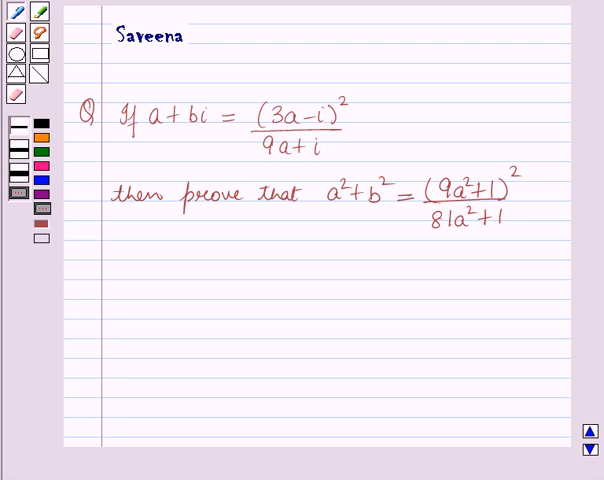 Saveena
Q If a + bi = (3a - i)² / 9a + i
then prove that a² + b² = (9a² + 1)² / 81a² + 1